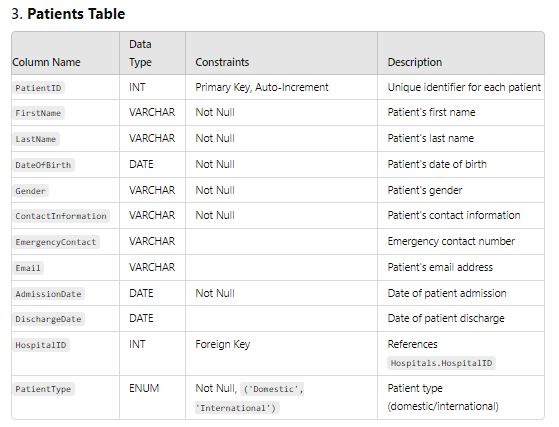 3. Patients Table
Column Name Data Type Constraints Description
PatientID INT Primary Key, Auto-Increment Unique identifier for each patient
FirstName VARCHAR Not Null Patient's first name
LastName VARCHAR Not Null Patient's last name
DateOfBirth DATE Not Null Patient's date of birth
Gender VARCHAR Not Null Patient's gender
ContactInformation VARCHAR Not Null Patient's contact information
EmergencyContact VARCHAR Emergency contact number
Email VARCHAR Patient's email address
AdmissionDate DATE Not Null Date of patient admission
DischargeDate DATE Date of patient discharge
HospitalID INT Foreign Key References
Hospitals.HospitalID
PatientType ENUM Not Null, ('Domestic', Patient type
'International') (domestic/international)